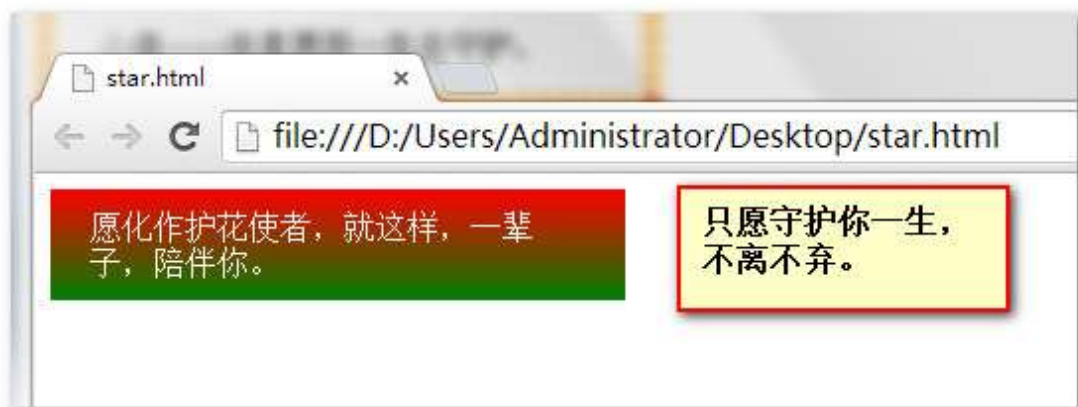 star.html
file:///D:/Users/Administrator/Desktop/star.html
愿化作护花使者，就这样，一辈
子，陪伴你。
只愿守护你一生，
不离不弃。